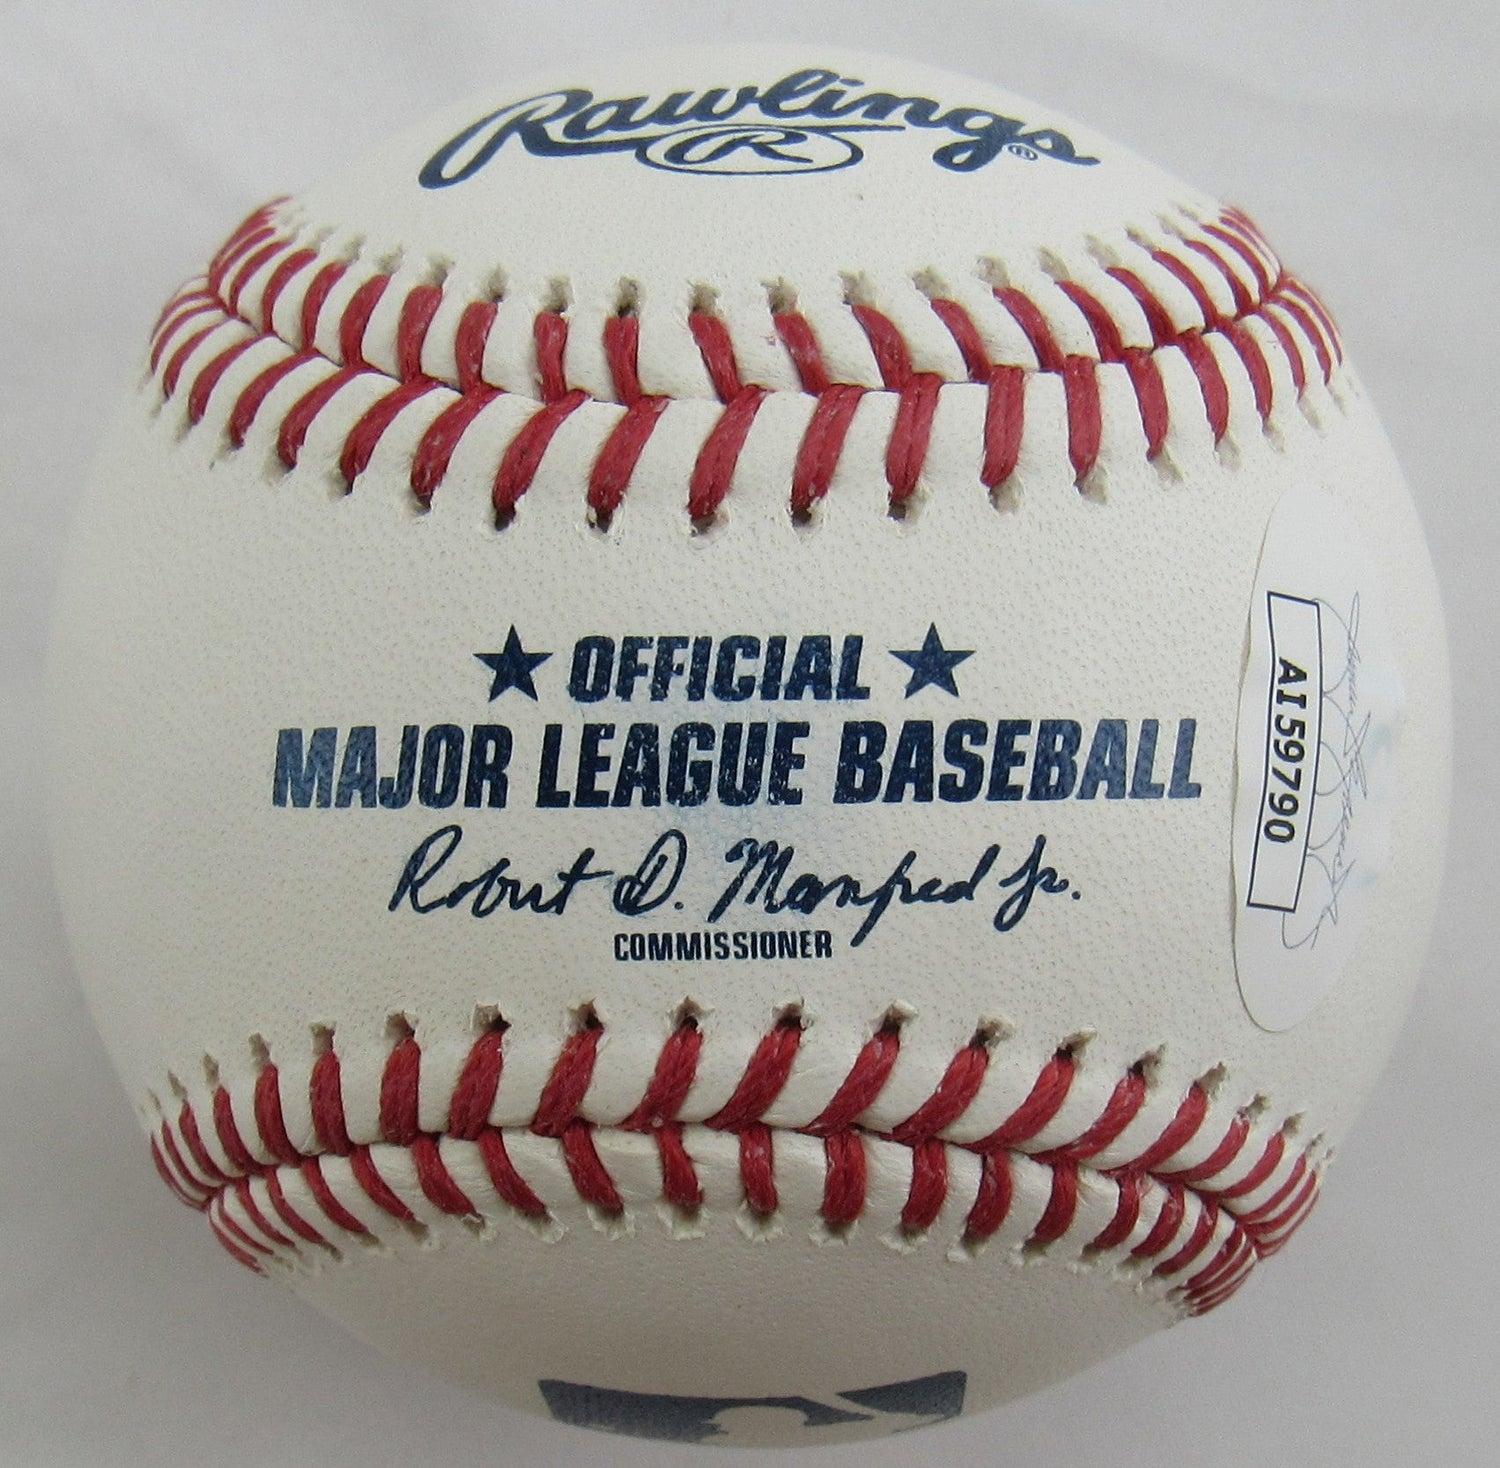 Rawlings
R
®
★ OFFICIAL ★
MAJOR LEAGUE BASEBALL
Robert D. Manfred Jr.
COMMISSIONER
AI59790